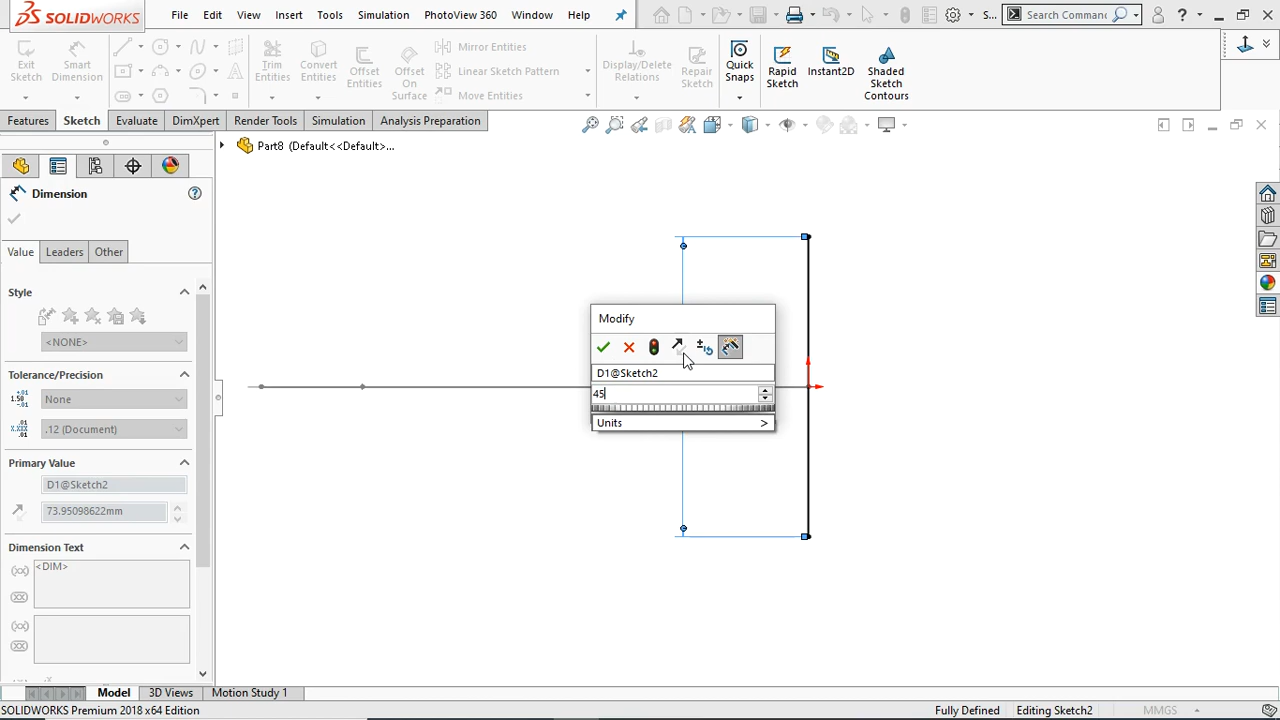 SOLIDWORKS File Edit View Insert Tools Simulation PhotoView 360 Window Help S... Search Command ?
Exit Sketch Smart Dimension Trim Entities Convert Entities Offset Entities Offset On Surface Mirror Entities Linear Sketch Pattern Move Entities Display/Delete Relations Repair Sketch Quick Snaps Rapid Sketch Instant2D Shaded Sketch Contours
Features Sketch Evaluate DimXpert Render Tools Simulation Analysis Preparation
Part8 (Default<<Default>...
Dimension
Value Leaders Other
Style
<NONE>
Tolerance/Precision
None
.12 (Document)
Primary Value
D1@Sketch2
73.95098622mm
Dimension Text
<DIM>
Modify
D1@Sketch2
45
Units >
Model 3D Views Motion Study 1
SOLIDWORKS Premium 2018 x64 Edition Fully Defined Editing Sketch2 MMGS